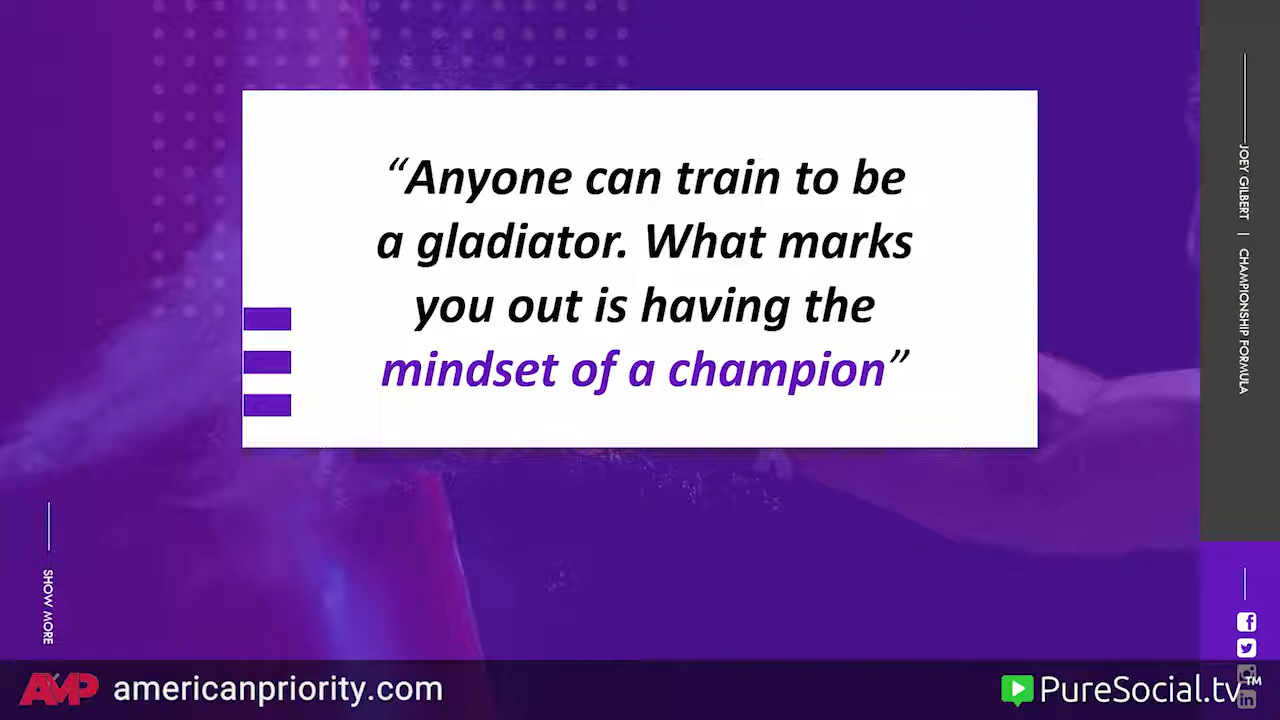 “Anyone can train to be
a gladiator. What marks
you out is having the
mindset of a champion”
JOEY GILBERT | CHAMPIONSHIP FORMULA
SHOW MORE
AMP americanpriority.com
PureSocial.tv™